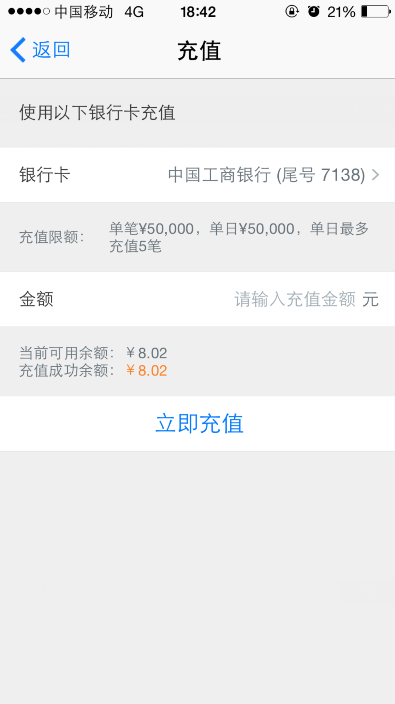 中国移动 4G 18:42 21%
返回 充值
使用以下银行卡充值
银行卡 中国工商银行 (尾号 7138)
充值限额： 单笔¥50,000，单日¥50,000，单日最多
充值5笔
金额 请输入充值金额 元
当前可用余额：￥8.02
充值成功余额：￥8.02
立即充值